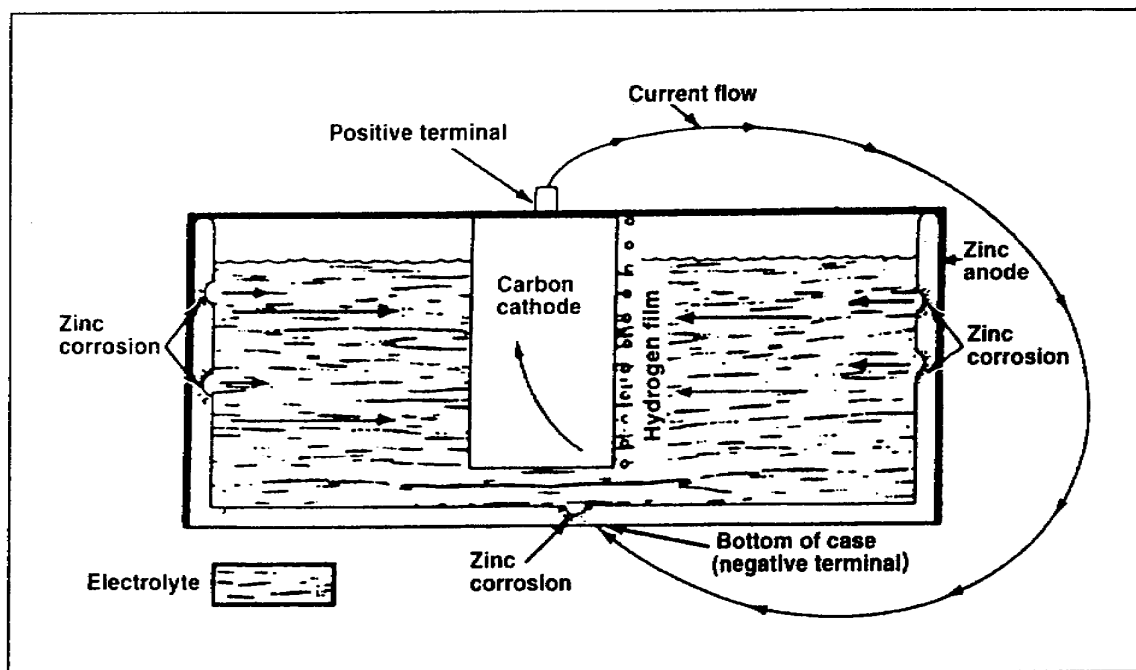 Current flow
Positive terminal
Zinc
anode
Carbon
cathode
Hydrogen film
Zinc
corrosion
Zinc
corrosion
Zinc
corrosion
Bottom of case
(negative terminal)
Electrolyte